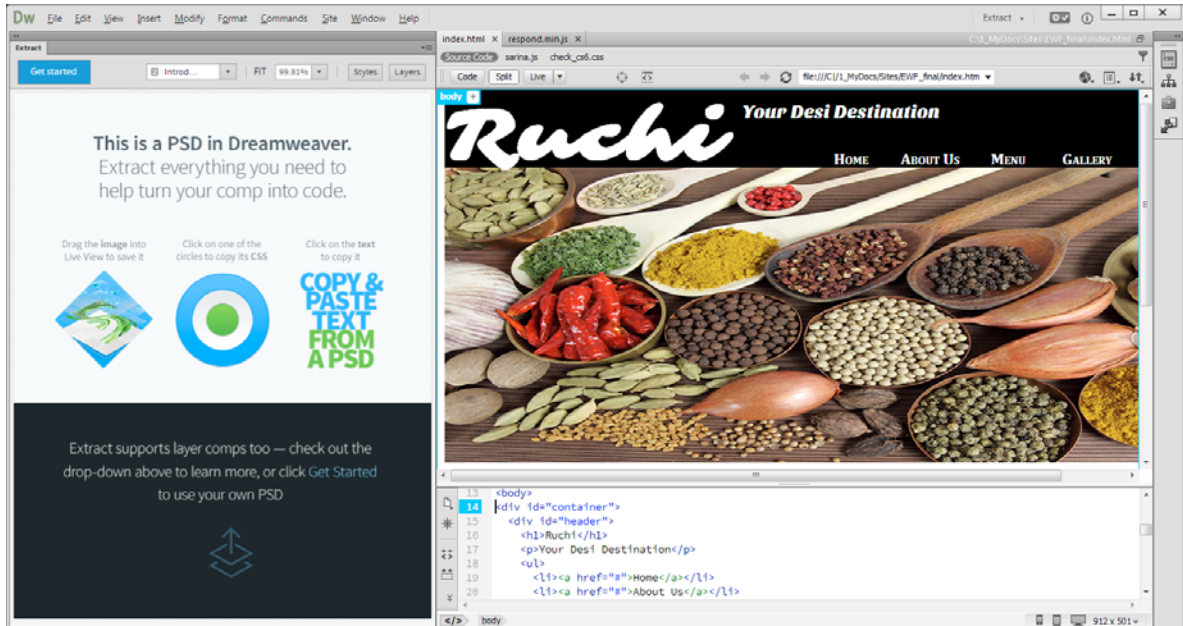 Dw File Edit View Insert Modify Format Commands Site Window Help Extract
Extract
Get started Introd... FIT 99.81% Styles Layers
This is a PSD in Dreamweaver.
Extract everything you need to
help turn your comp into code.
Drag the image into
Live View to save it
Click on one of the
circles to copy its CSS
Click on the text
to copy it
COPY &
PASTE
TEXT
FROM
A PSD
Extract supports layer comps too — check out the
drop-down above to learn more, or click Get Started
to use your own PSD
index.html respond.min.js C:\1_MyDocs\Sites\EWF_final\index.html
Source Code sarina.js check_cs6.css
Code Split Live file:///C|/1_MyDocs/Sites/EWF_final/index.htm
body +
Ruchi
Your Desi Destination
Home About Us Menu Gallery
13 <body>
14 <div id="container">
15 <div id="header">
16 <h1>Ruchi</h1>
17 <p>Your Desi Destination</p>
18 <ul>
19 <li><a href="#">Home</a></li>
20 <li><a href="#">About Us</a></li>
</> body 912 x 501